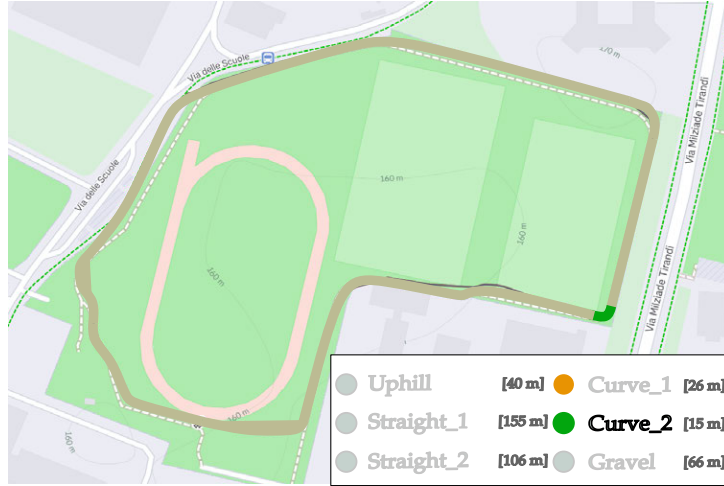 170 m
Via delle Scuole
Via Milziade Tirandi
160 m
Via delle Scuole
160 m
160 m
Via Milziade Tirandi
160 m
160 m
Uphill [40 m] Curve_1 [26 m]
Straight_1 [155 m] Curve_2 [15 m]
Straight_2 [106 m] Gravel [66 m]